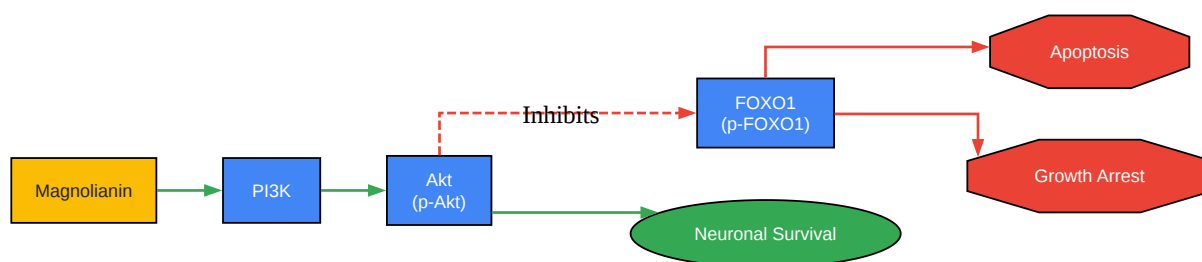 Apoptosis
FOXO1
(p-FOXO1)
Inhibits
Growth Arrest
Magnolianin
PI3K
Akt
(p-Akt)
Neuronal Survival